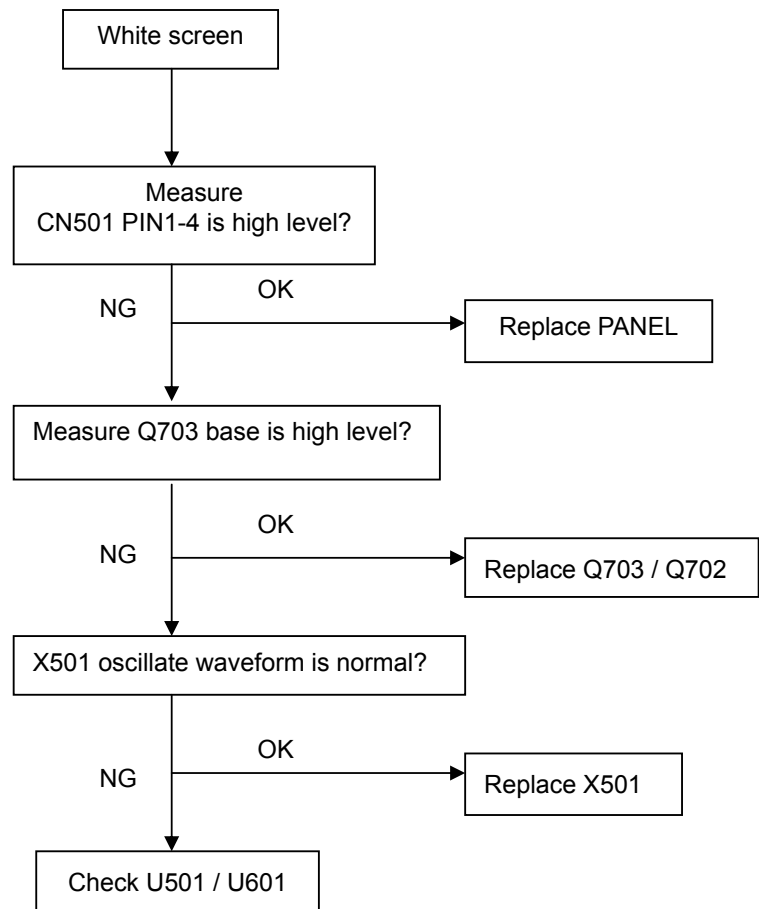 White screen
Measure
CN501 PIN1-4 is high level?
NG
OK
Replace PANEL
Measure Q703 base is high level?
NG
OK
Replace Q703 / Q702
X501 oscillate waveform is normal?
NG
OK
Replace X501
Check U501 / U601